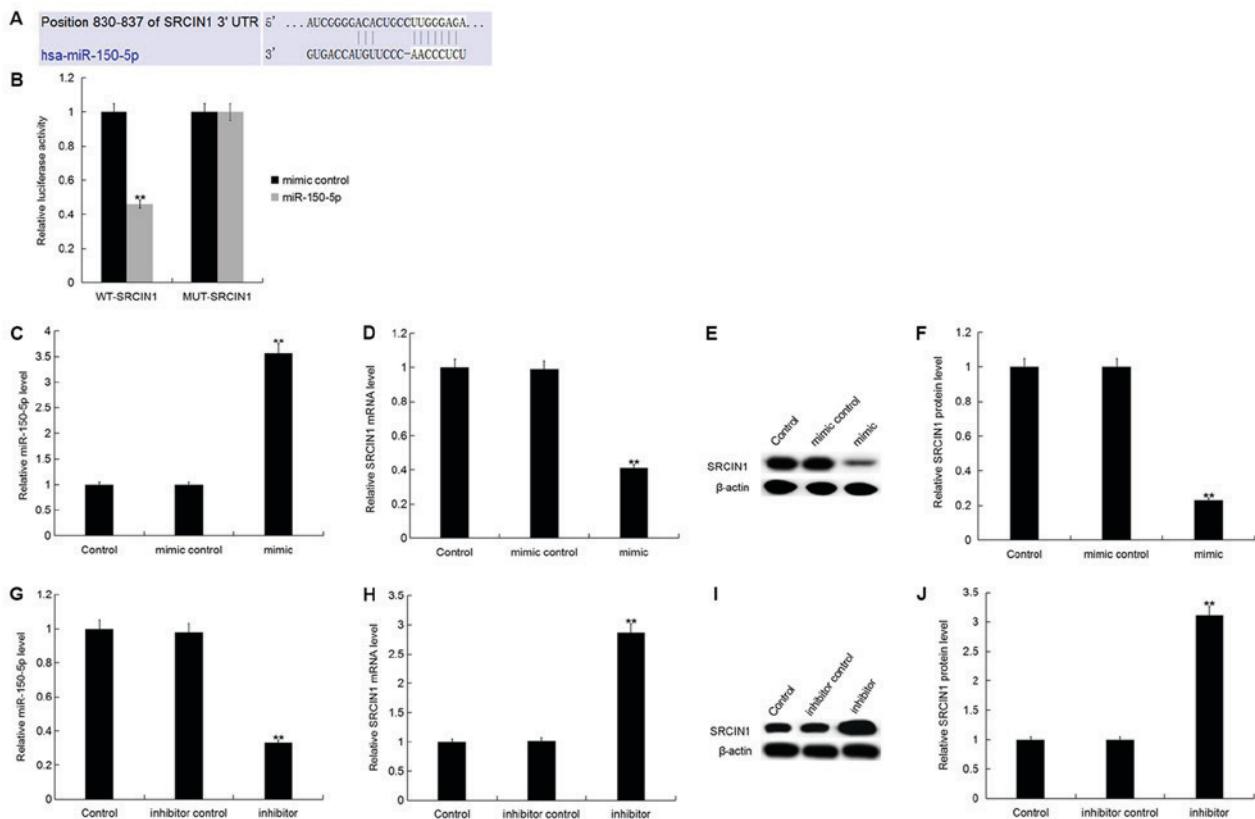 A
Position 830-837 of SRCIN1 3' UTR 5' ...AUCGGGGACACUGCCUUGGGAGA...
hsa-miR-150-5p 3' GUGACCAUGUUCCC-AACCCUCU
B
Relative luciferase activity
1.2
1
0.8
0.6
0.4
0.2
0
**
WT-SRCIN1 MUT-SRCIN1
mimic control
miR-150-5p
C
Relative miR-150-5p level
4
3.5
3
2.5
2
1.5
1
0.5
0
**
Control mimic control mimic
D
Relative SRCIN1 mRNA level
1.2
1
0.8
0.6
0.4
0.2
0
**
Control mimic control mimic
E
Control mimic control mimic
SRCIN1
β-actin
F
Relative SRCIN1 protein level
1.2
1
0.8
0.6
0.4
0.2
0
**
Control mimic control mimic
G
Relative miR-150-5p level
1.2
1
0.8
0.6
0.4
0.2
0
**
Control inhibitor control inhibitor
H
Relative SRCIN1 mRNA level
3.5
3
2.5
2
1.5
1
0.5
0
**
Control inhibitor control inhibitor
I
Control inhibitor control inhibitor
SRCIN1
β-actin
J
Relative SRCIN1 protein level
3.5
3
2.5
2
1.5
1
0.5
0
**
Control inhibitor control inhibitor